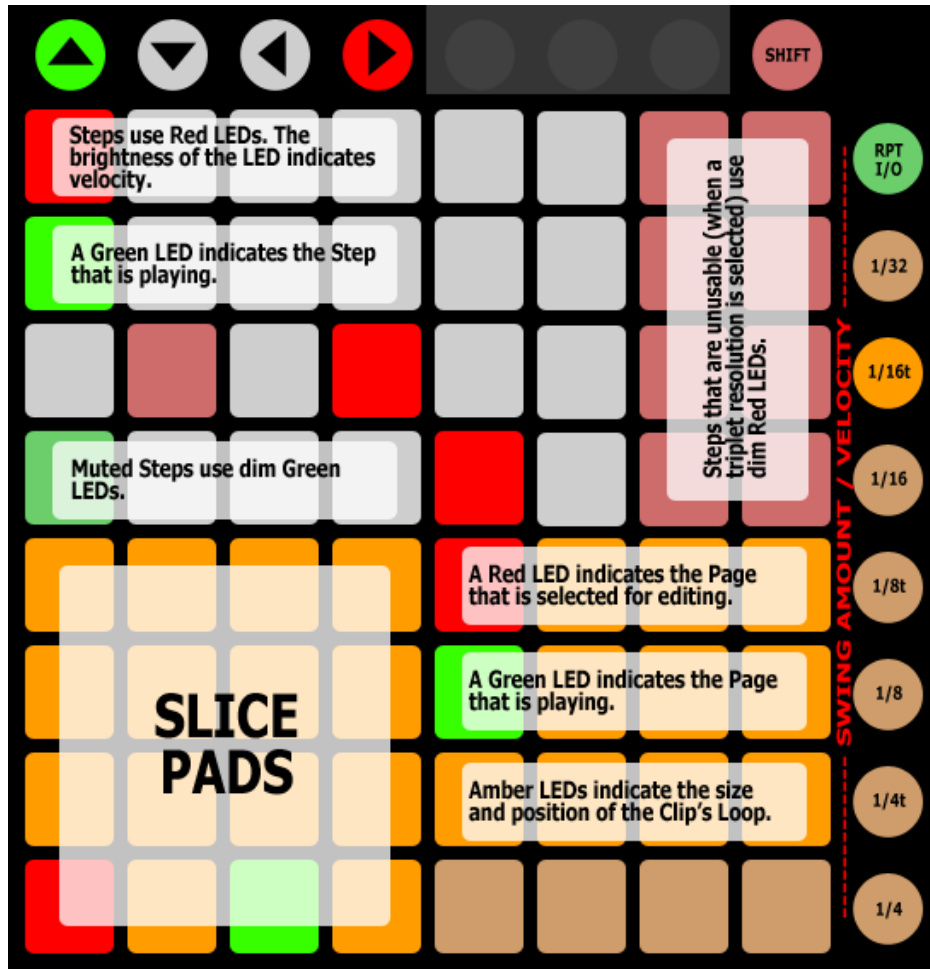 SHIFT
Steps use Red LEDs. The
brightness of the LED indicates
velocity.
Steps that are unusable (when a
triplet resolution is selected) use
dim Red LEDs.
RPT
I/O
A Green LED indicates the Step
that is playing.
1/32
1/16t
Muted Steps use dim Green
LEDs.
1/16
SWING AMOUNT / VELOCITY
A Red LED indicates the Page
that is selected for editing.
1/8t
SLICE
PADS
A Green LED indicates the Page
that is playing.
1/8
Amber LEDs indicate the size
and position of the Clip's Loop.
1/4t
1/4